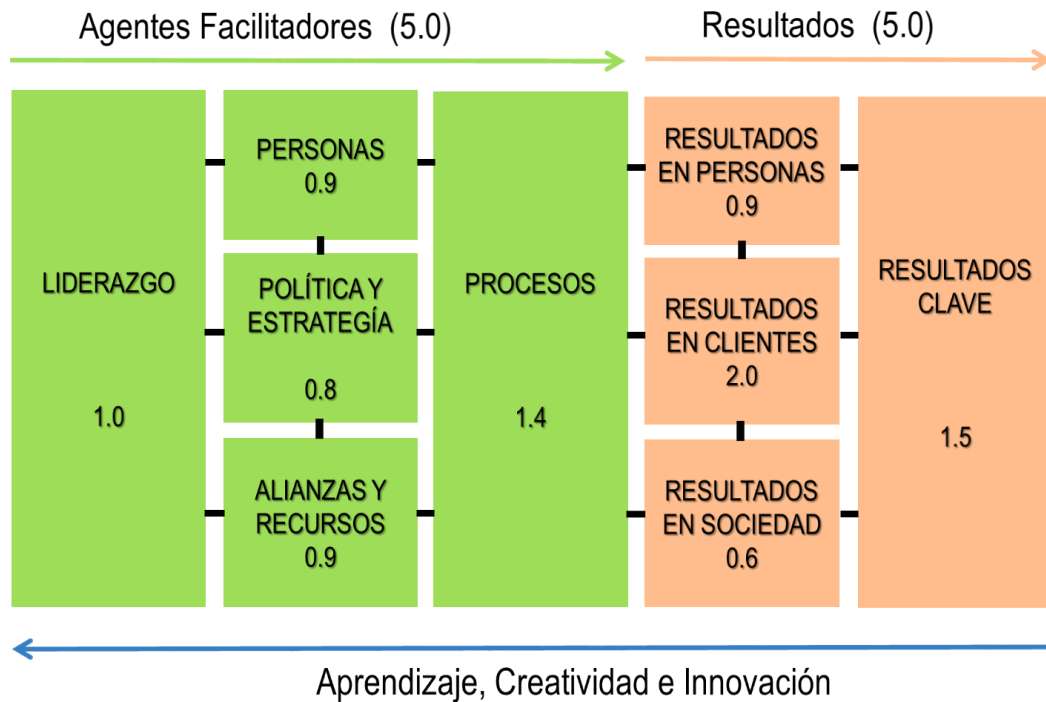 Agentes Facilitadores (5.0)
Resultados (5.0)
LIDERAZGO
1.0
PERSONAS
0.9
POLÍTICA Y
ESTRATEGÍA
0.8
ALIANZAS Y
RECURSOS
0.9
PROCESOS
1.4
RESULTADOS
EN PERSONAS
0.9
RESULTADOS
EN CLIENTES
2.0
RESULTADOS
EN SOCIEDAD
0.6
RESULTADOS
CLAVE
1.5
Aprendizaje, Creatividad e Innovación